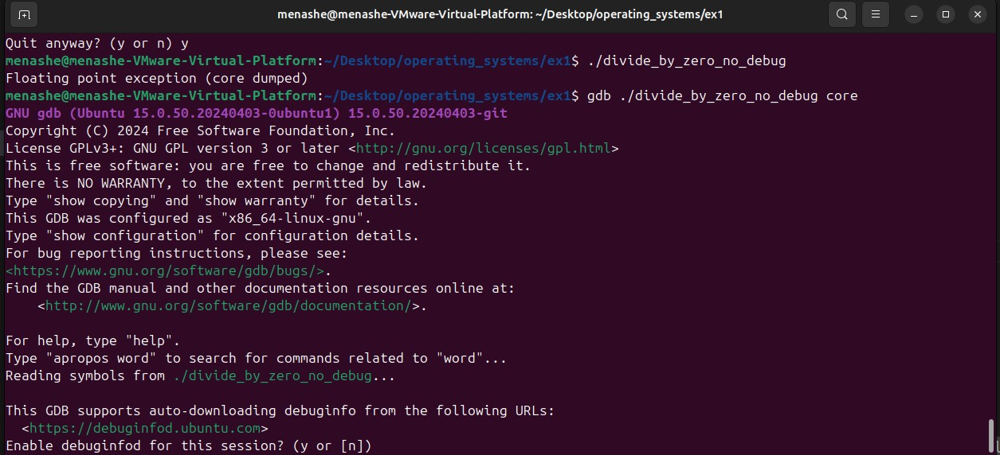 menashe@menashe-VMware-Virtual-Platform: ~/Desktop/operating_systems/ex1
Quit anyway? (y or n) y
menashe@menashe-VMware-Virtual-Platform:~/Desktop/operating_systems/ex1$ ./divide_by_zero_no_debug
Floating point exception (core dumped)
menashe@menashe-VMware-Virtual-Platform:~/Desktop/operating_systems/ex1$ gdb ./divide_by_zero_no_debug core
GNU gdb (Ubuntu 15.0.50.20240403-0ubuntu1) 15.0.50.20240403-git
Copyright (C) 2024 Free Software Foundation, Inc.
License GPLv3+: GNU GPL version 3 or later <http://gnu.org/licenses/gpl.html>
This is free software: you are free to change and redistribute it.
There is NO WARRANTY, to the extent permitted by law.
Type "show copying" and "show warranty" for details.
This GDB was configured as "x86_64-linux-gnu".
Type "show configuration" for configuration details.
For bug reporting instructions, please see:
<https://www.gnu.org/software/gdb/bugs/>.
Find the GDB manual and other documentation resources online at:
    <http://www.gnu.org/software/gdb/documentation/>.
For help, type "help".
Type "apropos word" to search for commands related to "word"...
Reading symbols from ./divide_by_zero_no_debug...
This GDB supports auto-downloading debuginfo from the following URLs:
  <https://debuginfod.ubuntu.com>
Enable debuginfod for this session? (y or [n])